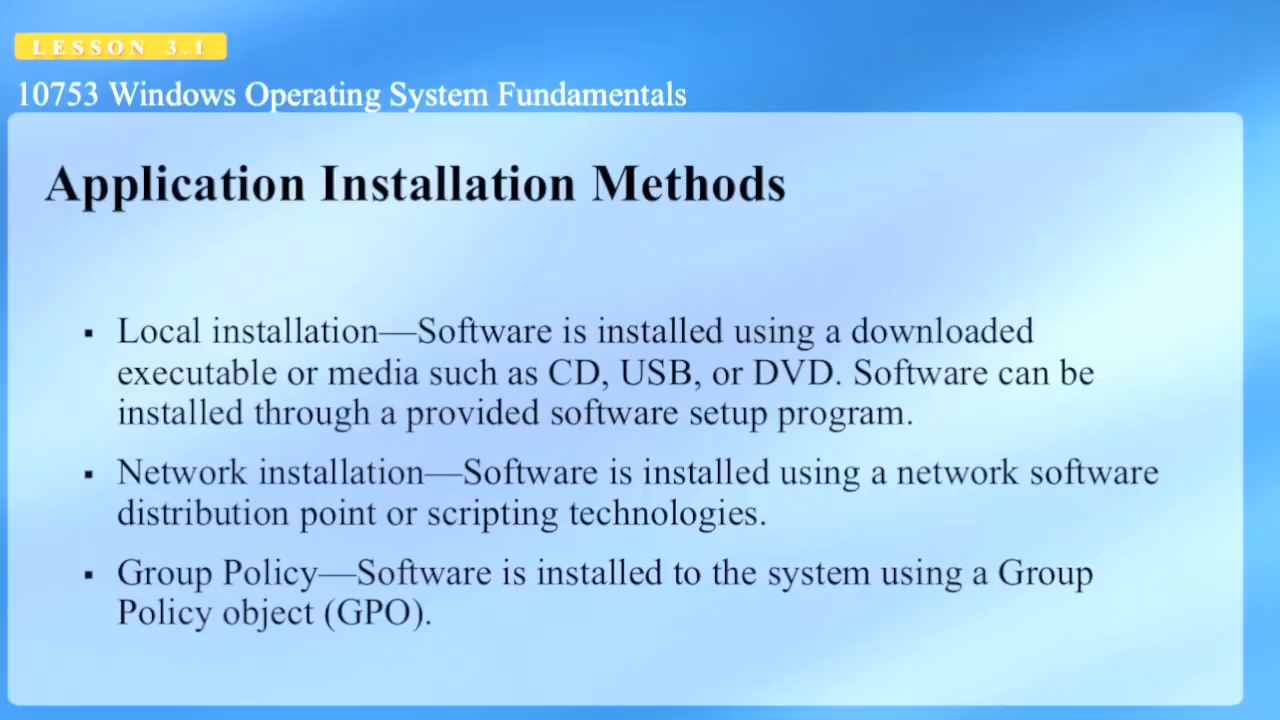 LESSON 3.1
10753 Windows Operating System Fundamentals
Application Installation Methods
▪ Local installation—Software is installed using a downloaded
executable or media such as CD, USB, or DVD. Software can be
installed through a provided software setup program.
▪ Network installation—Software is installed using a network software
distribution point or scripting technologies.
▪ Group Policy—Software is installed to the system using a Group
Policy object (GPO).